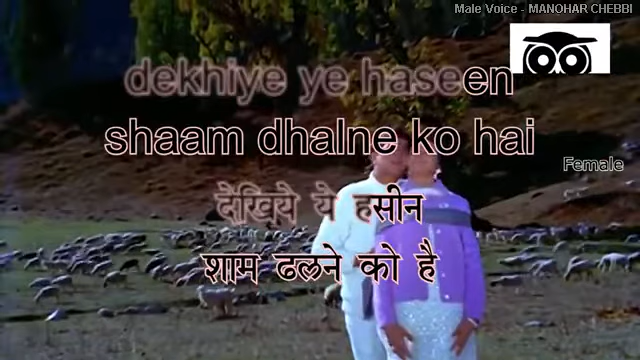 Male Voice - MANOHAR CHEBBI
dekhiye ye haseen
shaam dhalne ko hai
Female
देखिये ये हसीन
शाम ढलने को है